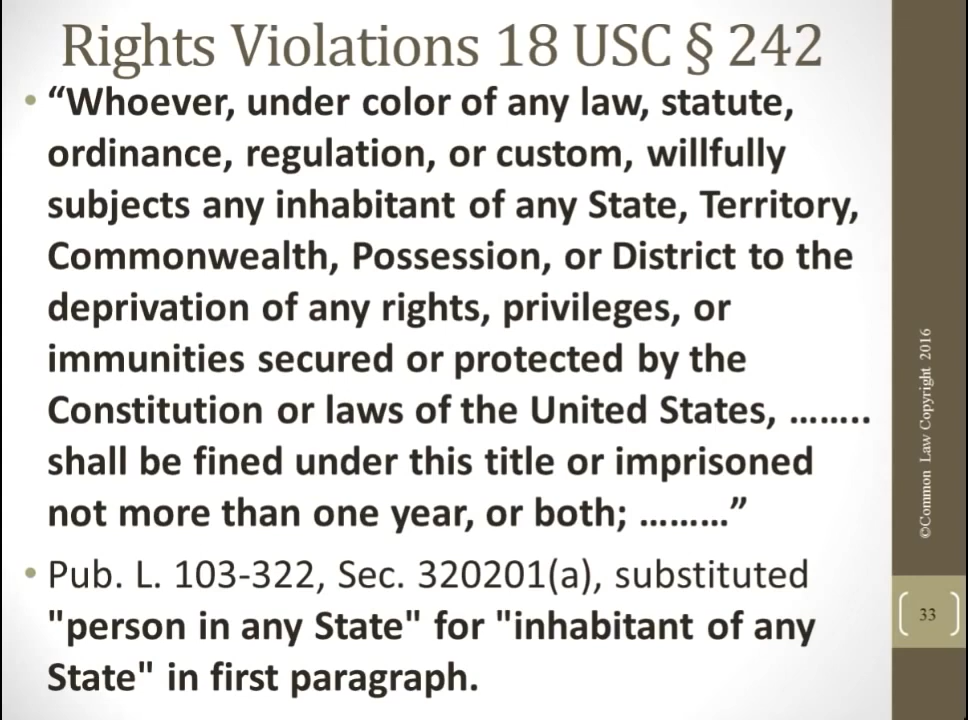 Rights Violations 18 USC § 242
• “Whoever, under color of any law, statute,
ordinance, regulation, or custom, willfully
subjects any inhabitant of any State, Territory,
Commonwealth, Possession, or District to the
deprivation of any rights, privileges, or
immunities secured or protected by the
Constitution or laws of the United States, ……..
shall be fined under this title or imprisoned
not more than one year, or both; ………”
• Pub. L. 103-322, Sec. 320201(a), substituted
"person in any State" for "inhabitant of any
State" in first paragraph.
©Common Law Copyright 2016
33